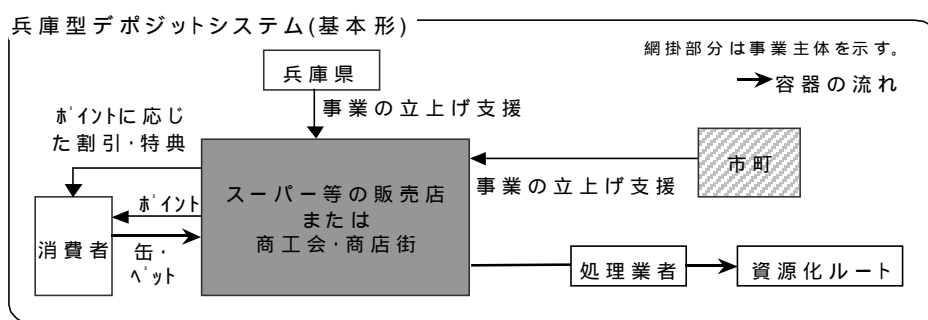 兵庫型デポジットシステム(基本形)
網掛部分は事業主体を示す。
容器の流れ
兵庫県
事業の立上げ支援
ﾎﾟｲﾝﾄに応じ
た割引･特典
スーパー等の販売店
または
商工会･商店街
市町
事業の立上げ支援
ﾎﾟｲﾝﾄ
消費者
缶･
ﾍﾟｯﾄ
処理業者
資源化ルート